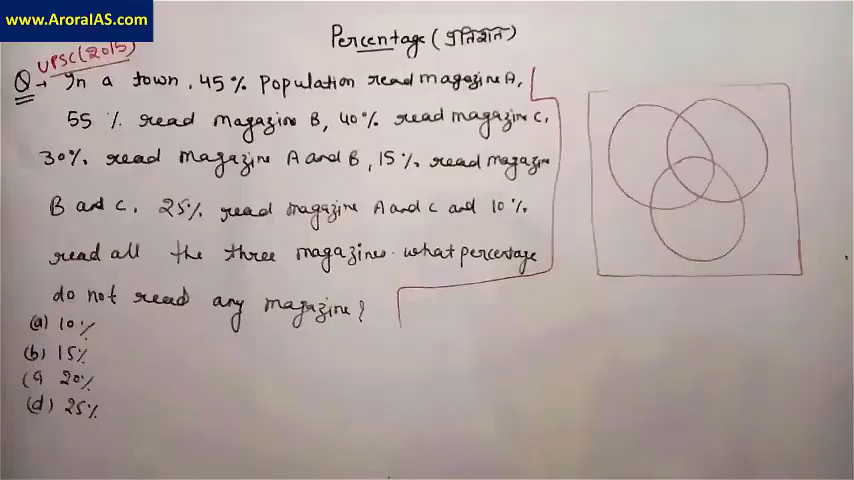 www.AroraIAS.com
Percentage (प्रतिशत)
UPSC (2015)
Q → In a town, 45% Population read magazine A,
55 % read magazine B, 40% read magazine C,
30% read magazine A and B, 15% read magazine
B and C, 25% read magazine A and C and 10%
read all the three magazines. what percentage
do not read any magazine?
(a) 10%
(b) 15%
(c) 20%
(d) 25%